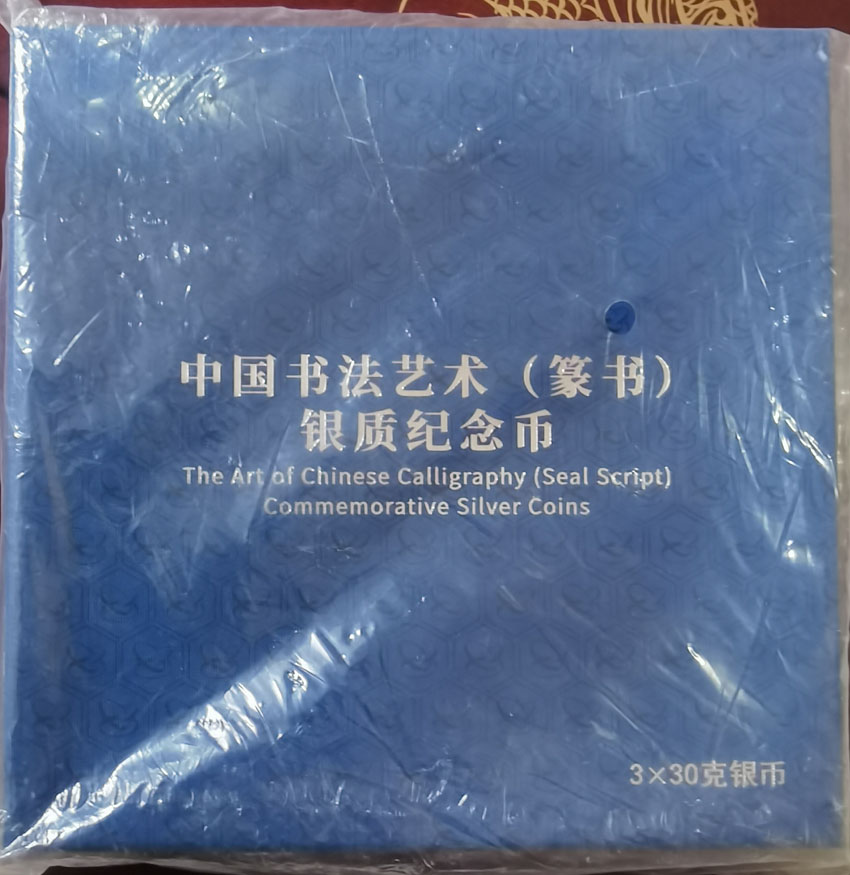 中国书法艺术（篆书）
银质纪念币
The Art of Chinese Calligraphy (Seal Script)
Commemorative Silver Coins
3×30克银币